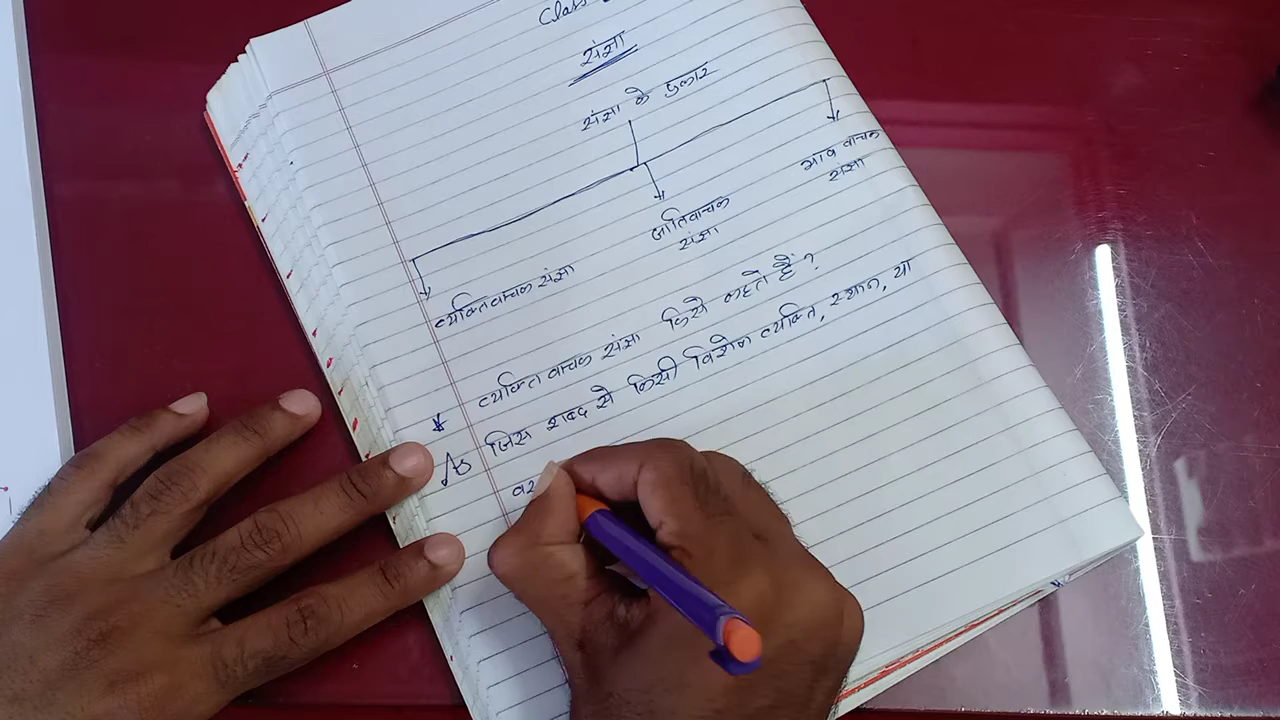 Class
संज्ञा
संज्ञा के प्रकार
भाव वाचक
संज्ञा
जातिवाचक
संज्ञा
व्यक्तिवाचक संज्ञा
* व्यक्तिवाचक संज्ञा किसे कहते हैं ?
जिस शब्द से किसी विशेष व्यक्ति, स्थान, या